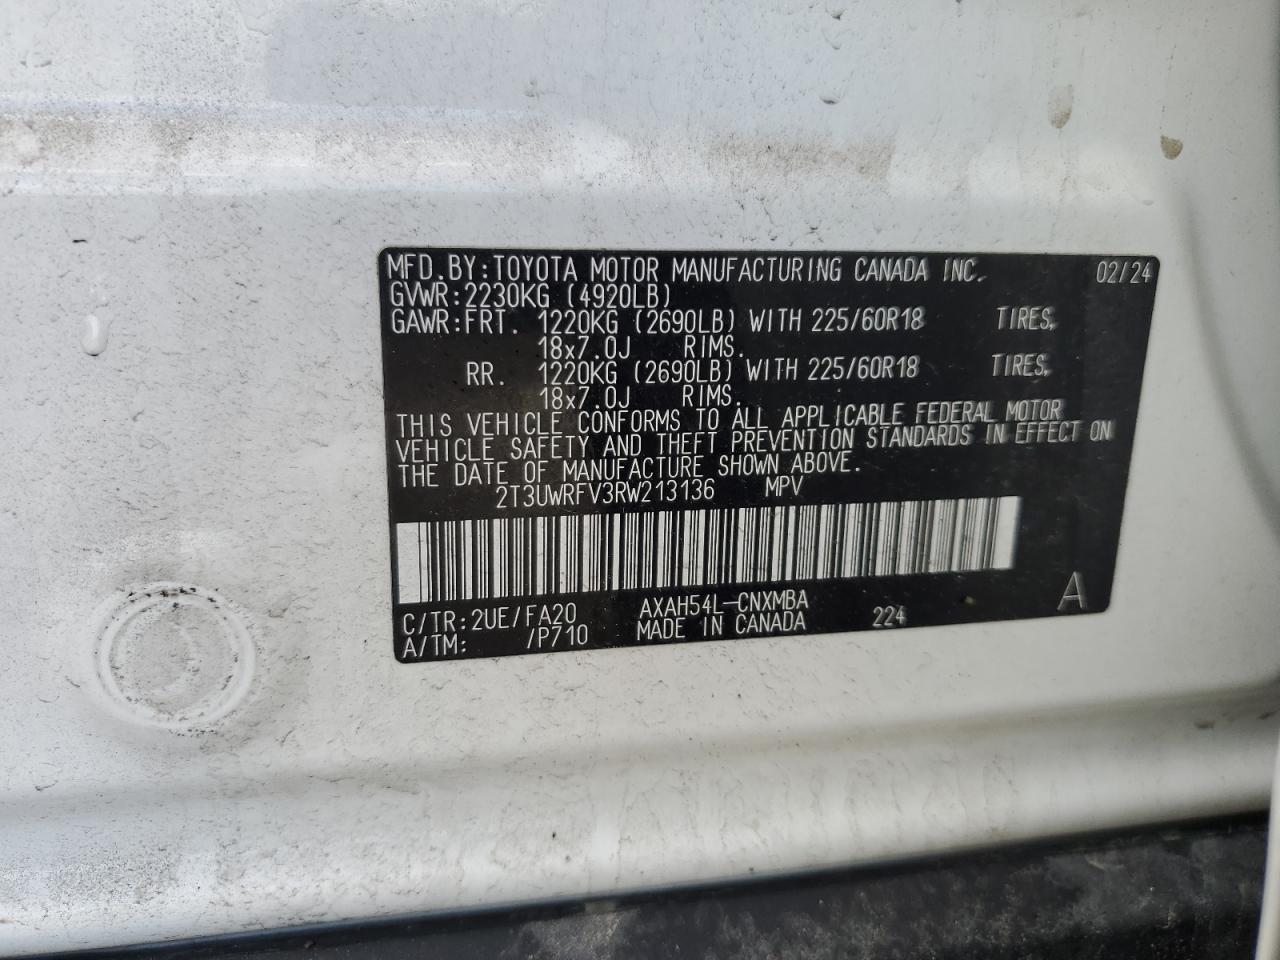 MFD.BY:TOYOTA MOTOR MANUFACTURING CANADA INC. 02/24
GVWR:2230KG (4920LB)
GAWR:FRT. 1220KG (2690LB) WITH 225/60R18 TIRES,
18x7.0J RIMS.
RR. 1220KG (2690LB) WITH 225/60R18 TIRES,
18x7.0J RIMS.
THIS VEHICLE CONFORMS TO ALL APPLICABLE FEDERAL MOTOR
VEHICLE SAFETY AND THEFT PREVENTION STANDARDS IN EFFECT ON
THE DATE OF MANUFACTURE SHOWN ABOVE.
2T3UWRFV3RW213136 MPV
C/TR:2UE/FA20 AXAH54L-CNXMBA
A/TM: /P710 MADE IN CANADA 224 A